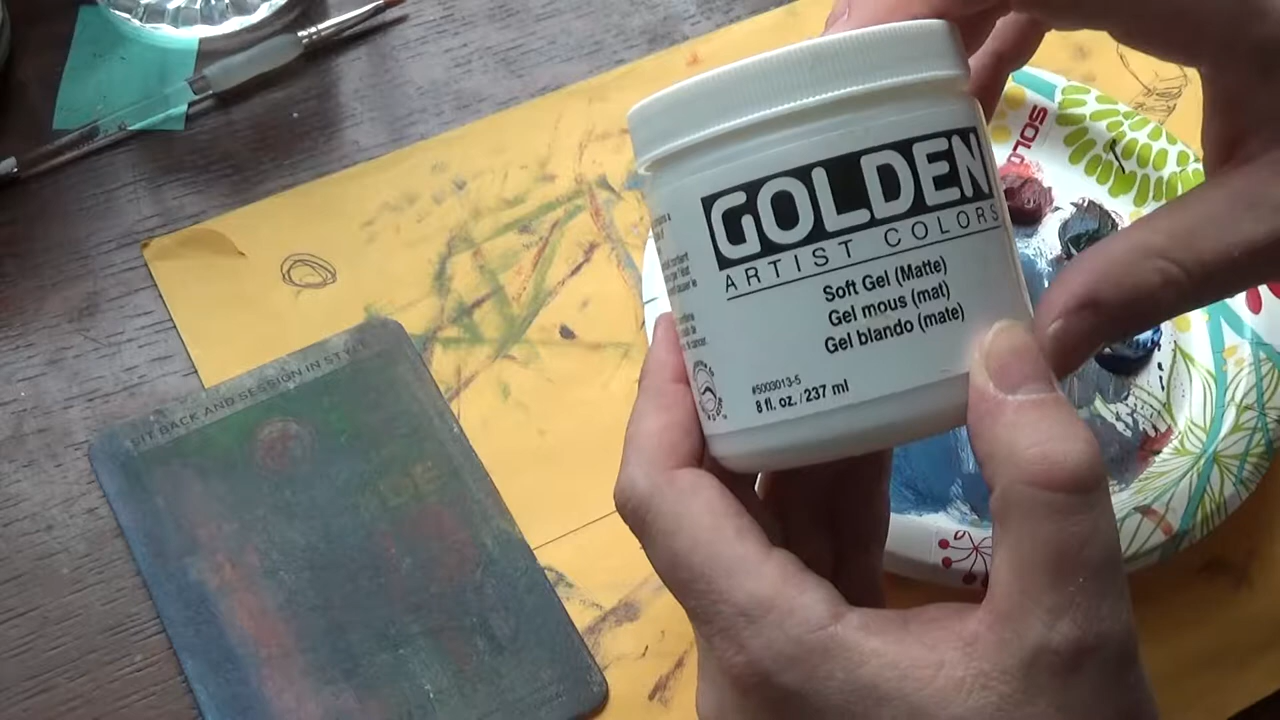 GOLDEN
ARTIST COLORS
Soft Gel (Matte)
Gel mous (mat)
Gel blando (mate)
#5003013-5
8 fl. oz. / 237 ml
SOLO
SIT BACK AND SESSION IN STYLE